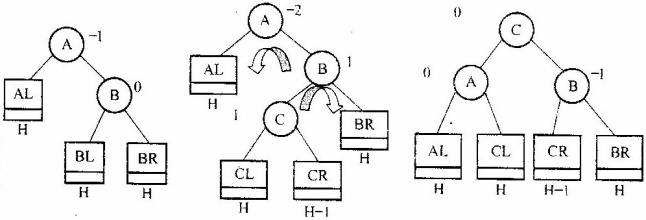 A -1
AL
H
B 0
BL BR
H H
A -2
AL
H
B 1
1 C
BR
H
CL CR
H H-1
0 C
0 A
B -1
AL CL CR BR
H H H-1 H